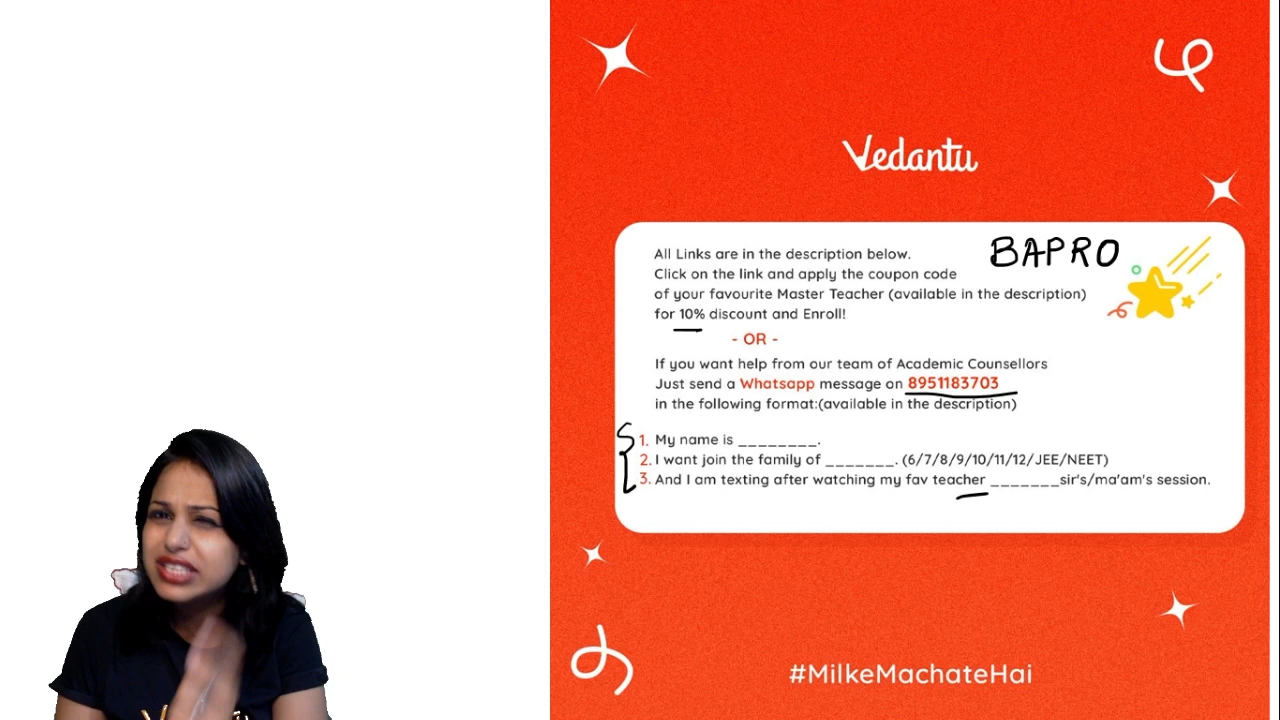 Vedantu
BAPRO
All Links are in the description below.
Click on the link and apply the coupon code
of your favourite Master Teacher (available in the description)
for 10% discount and Enroll!
- OR -
If you want help from our team of Academic Counsellors
Just send a Whatsapp message on 8951183703
in the following format:(available in the description)
1. My name is ________.
2. I want join the family of _______. (6/7/8/9/10/11/12/JEE/NEET)
3. And I am texting after watching my fav teacher _______sir's/ma'am's session.
#MilkeMachateHai